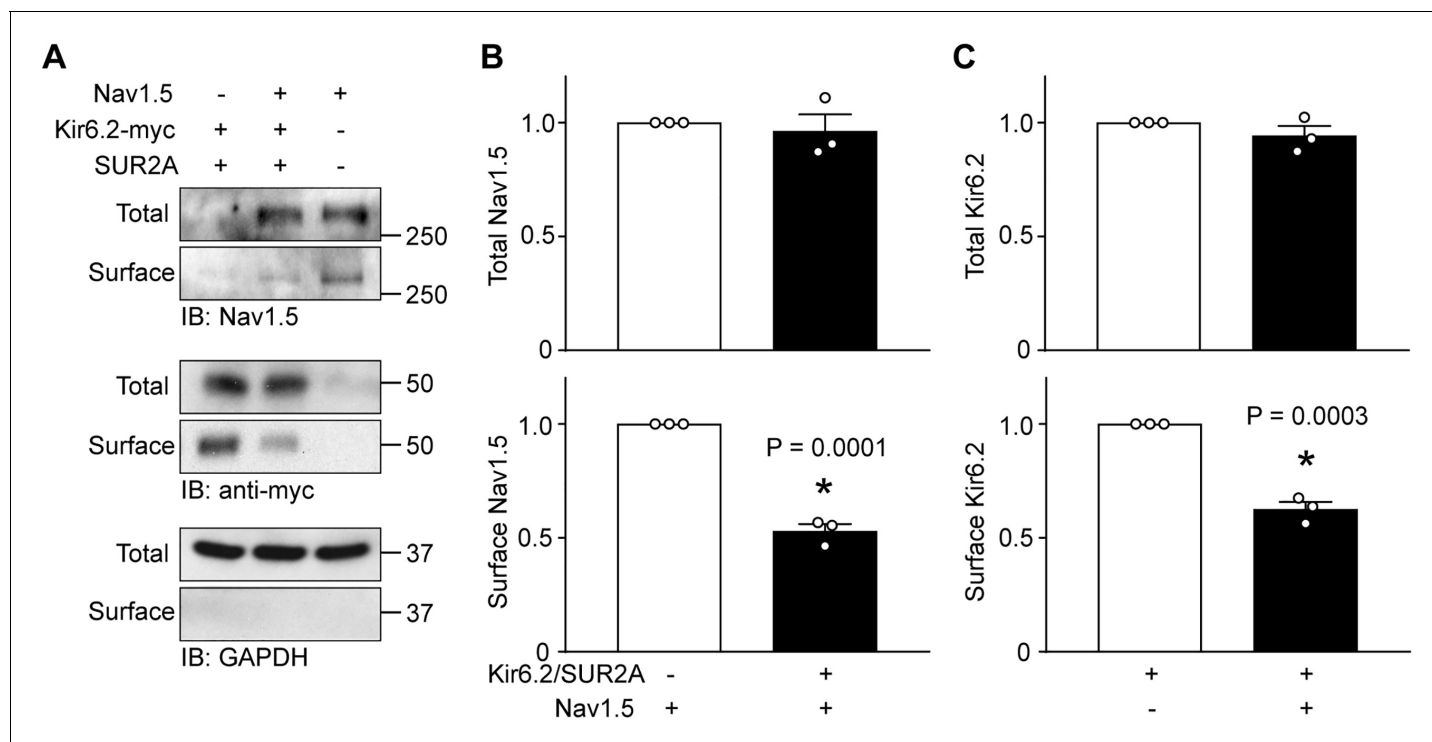 A
Nav1.5 - + +
Kir6.2-myc + + -
SUR2A + + -
Total
250
Surface
250
IB: Nav1.5
Total
50
Surface
50
IB: anti-myc
Total
37
Surface
37
IB: GAPDH
B
Total Nav1.5
1.0
0.5
0
Surface Nav1.5
1.0
0.5
0
P = 0.0001
*
Kir6.2/SUR2A - +
Nav1.5 + +
C
Total Kir6.2
1.0
0.5
0
Surface Kir6.2
1.0
0.5
0
P = 0.0003
*
+ +
- +